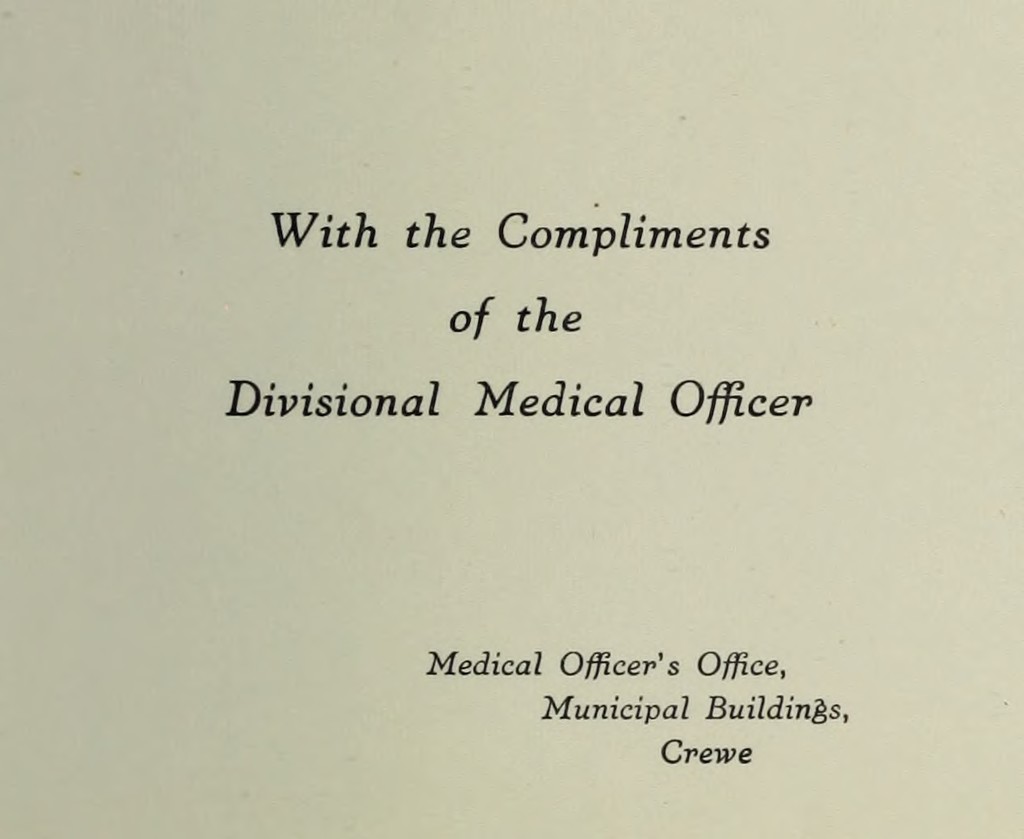 With the Compliments
of the
Divisional Medical Officer
Medical Officer's Office,
Municipal Buildings,
Crewe